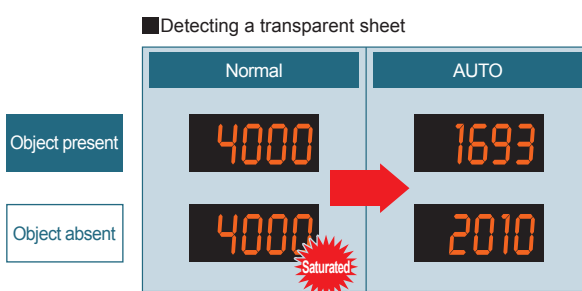 Detecting a transparent sheet
Normal
AUTO
Object present
4000
1693
Object absent
4000
2010
Saturated